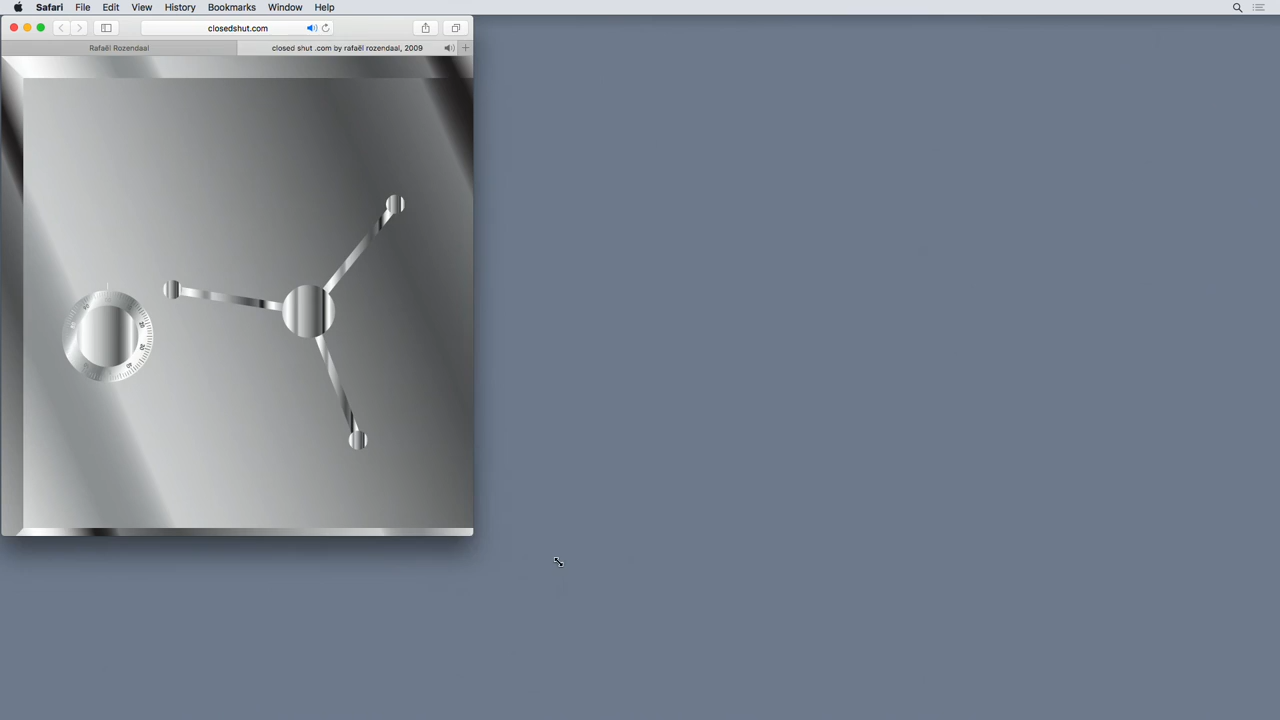 Safari File Edit View History Bookmarks Window Help
closedshut.com
Rafaël Rozendaal
closed shut .com by rafaël rozendaal, 2009